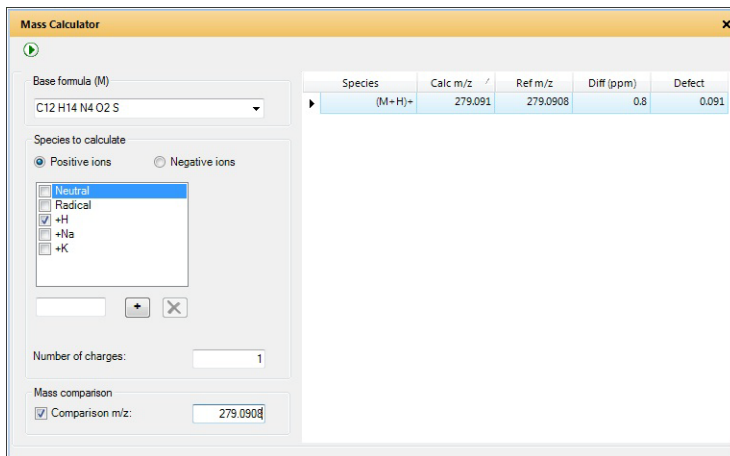 Mass Calculator
Base formula (M)
C12 H14 N4 O2 S
Species to calculate
Positive ions Negative ions
Neutral
Radical
+H
+Na
+K
+
Number of charges: 1
Mass comparison
Comparison m/z: 279.0908
Species Calc m/z Ref m/z Diff (ppm) Defect
(M+H)+ 279.091 279.0908 0.8 0.091